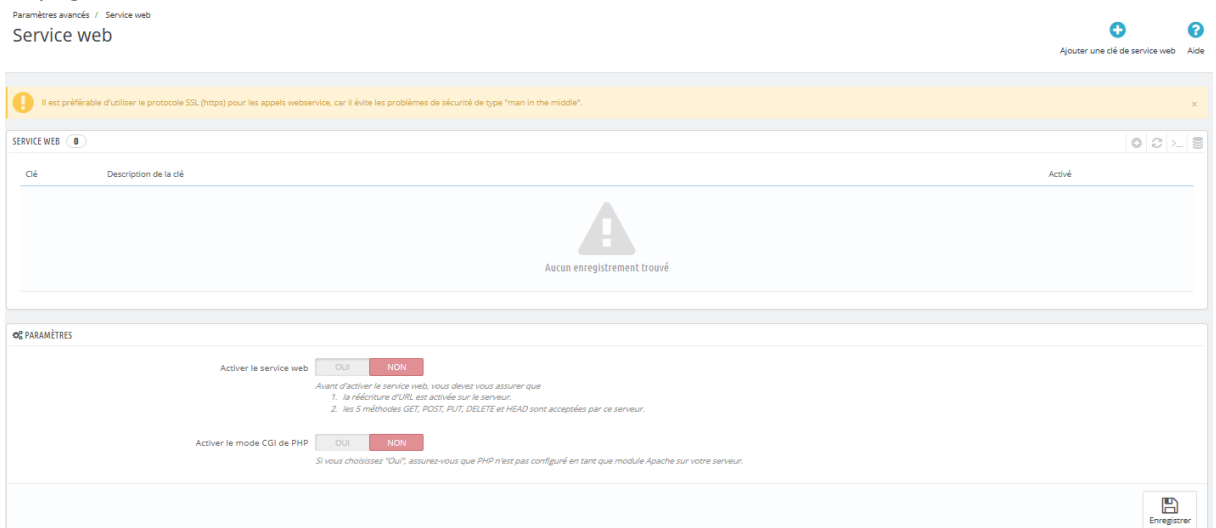 Paramètres avancés / Service web
Service web
Ajouter une clé de service web
Aide
Il est préférable d'utiliser le protocole SSL (https) pour les appels webservice, car il évite les problèmes de sécurité de type "man in the middle".
×
SERVICE WEB 0
Clé Description de la clé Activé
Aucun enregistrement trouvé
PARAMÈTRES
Activer le service web OUI NON
Avant d'activer le service web, vous devez vous assurer que
1. la réécriture d'URL est activée sur le serveur.
2. les 5 méthodes GET, POST, PUT, DELETE et HEAD sont acceptées par ce serveur.
Activer le mode CGI de PHP OUI NON
Si vous choisissez "Oui", assurez-vous que PHP n'est pas configuré en tant que module Apache sur votre serveur.
Enregistrer